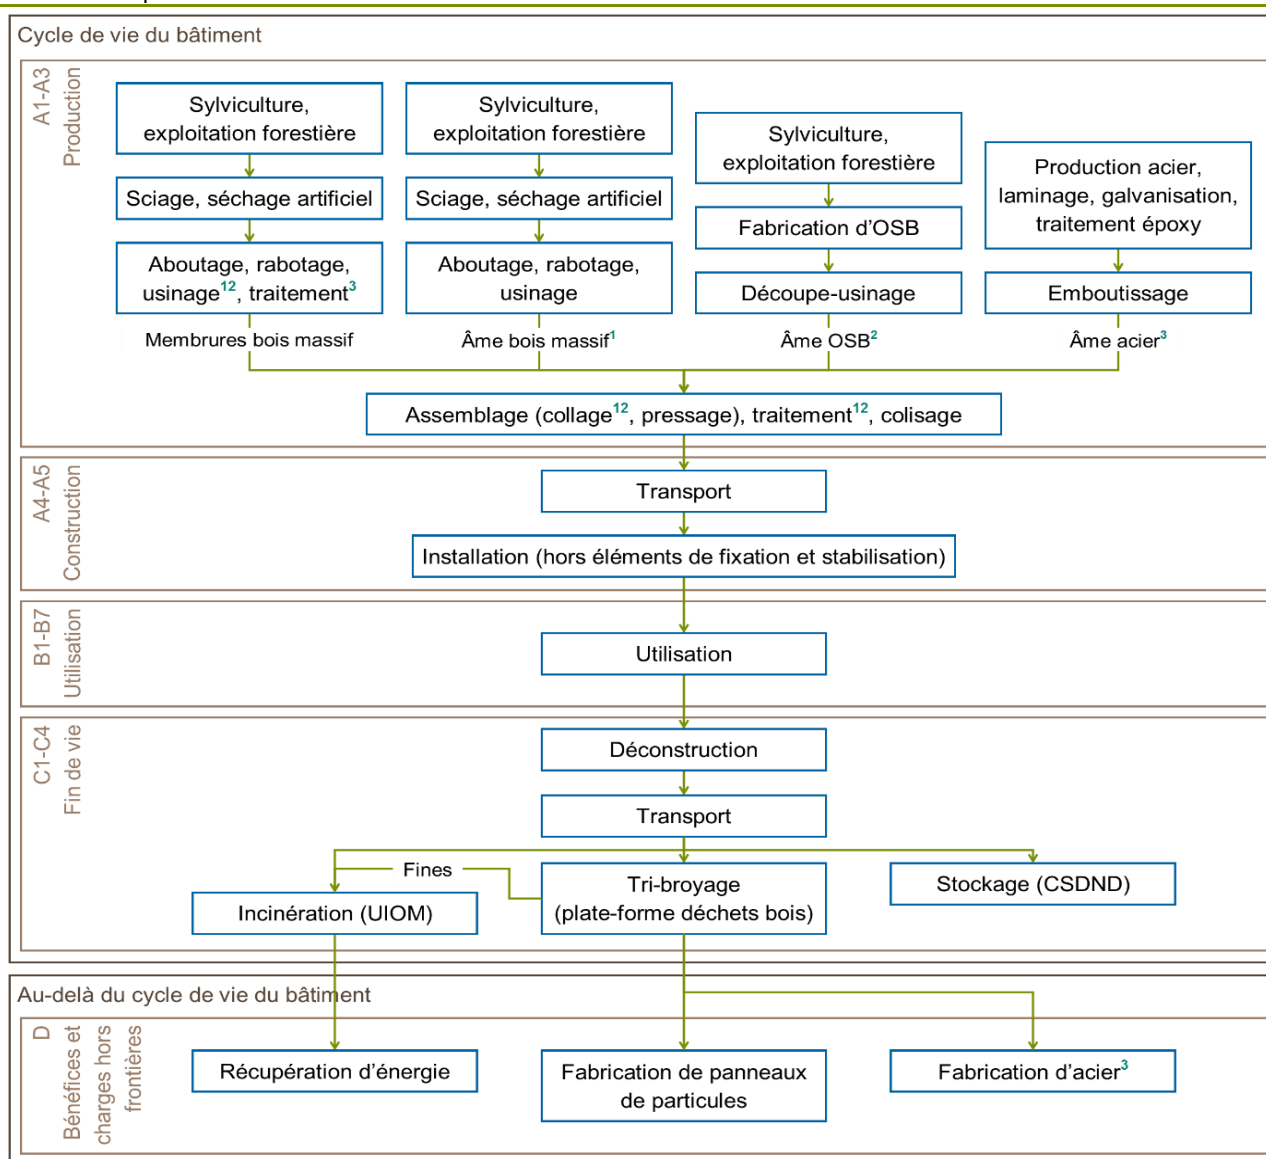 Cycle de vie du bâtiment
A1-A3
Production
Sylviculture,
exploitation forestière
Sciage, séchage artificiel
Aboutage, rabotage,
usinage12, traitement3
Membrures bois massif
Sylviculture,
exploitation forestière
Sciage, séchage artificiel
Aboutage, rabotage,
usinage
Âme bois massif1
Sylviculture,
exploitation forestière
Fabrication d'OSB
Découpe-usinage
Âme OSB2
Production acier,
laminage, galvanisation,
traitement époxy
Emboutissage
Âme acier3
Assemblage (collage12, pressage), traitement12, colisage
A4-A5
Construction
Transport
Installation (hors éléments de fixation et stabilisation)
B1-B7
Utilisation
Utilisation
C1-C4
Fin de vie
Déconstruction
Transport
Fines
Incinération (UIOM)
Tri-broyage
(plate-forme déchets bois)
Stockage (CSDND)
Au-delà du cycle de vie du bâtiment
D
Bénéfices et
charges hors
frontières
Récupération d'énergie
Fabrication de panneaux
de particules
Fabrication d'acier3